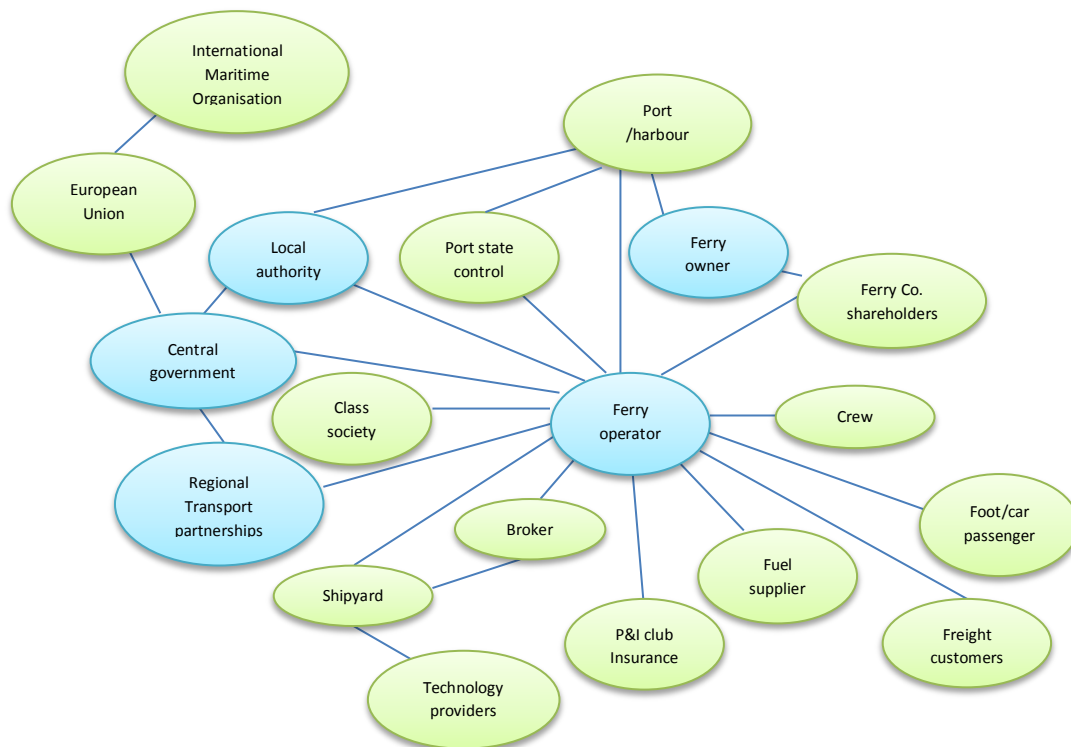 International
Maritime
Organisation
Port
/harbour
European
Union
Local
authority
Port state
control
Ferry
owner
Ferry Co.
shareholders
Central
government
Class
society
Ferry
operator
Crew
Regional
Transport
partnerships
Broker
Foot/car
passenger
Fuel
supplier
Shipyard
P&I club
Insurance
Freight
customers
Technology
providers